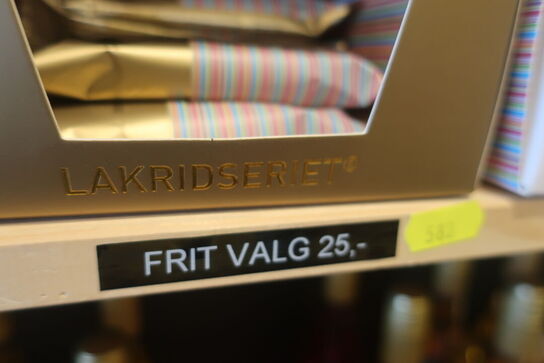 LAKRIDSERIET®
FRIT VALG 25,-
582